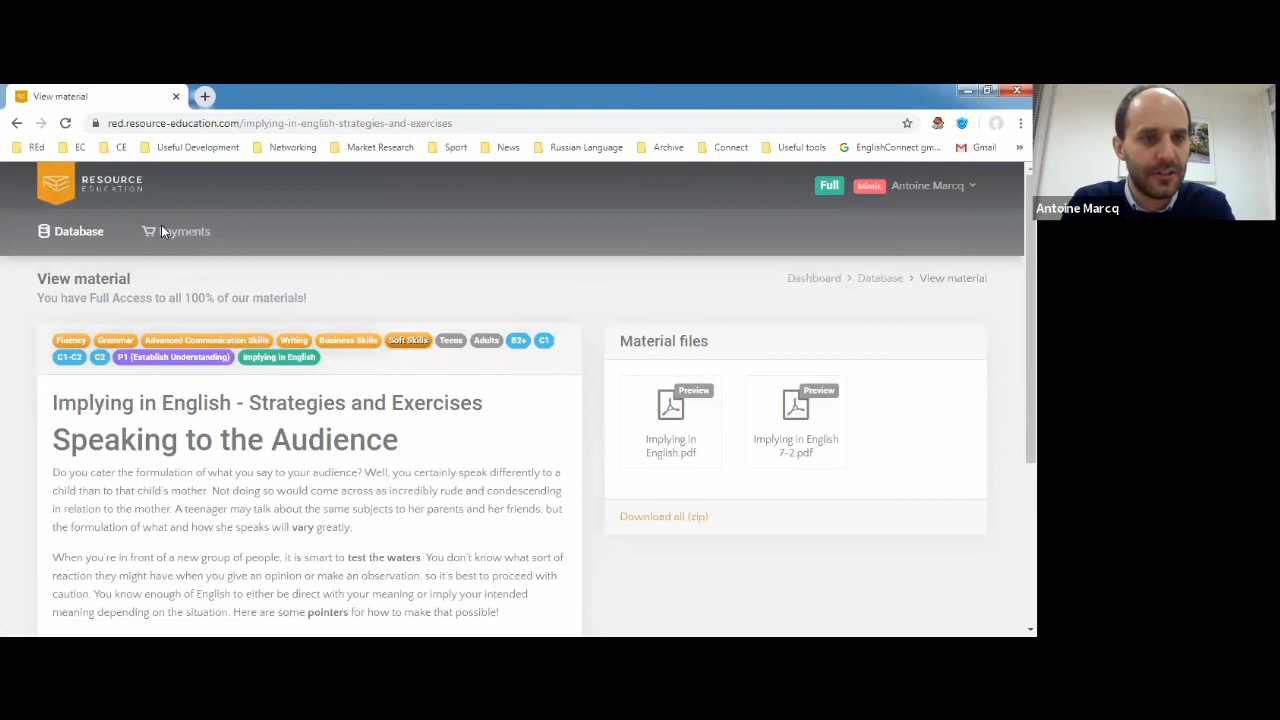 View material
red.resource-education.com/implying-in-english-strategies-and-exercises
REd EC CE Useful Development Networking Market Research Sport News Russian Language Archive Connect Useful tools EnglishConnect gm... Gmail »
RESOURCE
EDUCATION
Full Mimic Antoine Marcq
Antoine Marcq
Database Payments
View material
Dashboard > Database > View material
You have Full Access to all 100% of our materials!
Fluency Grammar Advanced Communication Skills Writing Business Skills Soft Skills Teens Adults B2+ C1
C1-C2 C2 P1 (Establish Understanding) Implying in English
Implying in English - Strategies and Exercises
Speaking to the Audience
Do you cater the formulation of what you say to your audience? Well, you certainly speak differently to a
child than to that child's mother. Not doing so would come across as incredibly rude and condescending
in relation to the mother. A teenager may talk about the same subjects to her parents and her friends, but
the formulation of what and how she speaks will vary greatly.
When you're in front of a new group of people, it is smart to test the waters. You don't know what sort of
reaction they might have when you give an opinion or make an observation, so it's best to proceed with
caution. You know enough of English to either be direct with your meaning or imply your intended
meaning depending on the situation. Here are some pointers for how to make that possible!
Material files
Preview Preview
Implying in
English.pdf
Implying in English
7-2.pdf
Download all (zip)